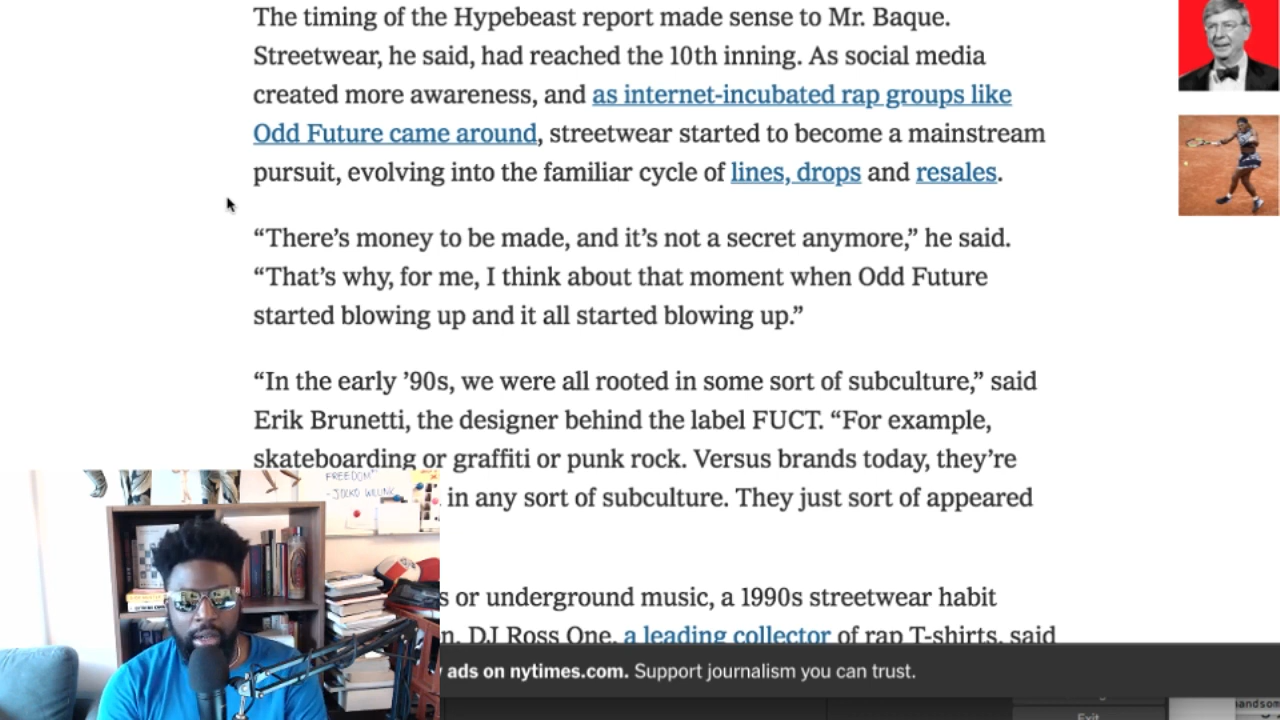 The timing of the Hypebeast report made sense to Mr. Baque.
Streetwear, he said, had reached the 10th inning. As social media
created more awareness, and as internet-incubated rap groups like
Odd Future came around, streetwear started to become a mainstream
pursuit, evolving into the familiar cycle of lines, drops and resales.
“There’s money to be made, and it’s not a secret anymore,” he said.
“That’s why, for me, I think about that moment when Odd Future
started blowing up and it all started blowing up.”
“In the early ’90s, we were all rooted in some sort of subculture,” said
Erik Brunetti, the designer behind the label FUCT. “For example,
skateboarding or graffiti or punk rock. Versus brands today, they’re
in any sort of subculture. They just sort of appeared
FREEDOM"
- JOCKO WILLINK
s or underground music, a 1990s streetwear habit
n. DJ Ross One, a leading collector of rap T-shirts, said
ads on nytimes.com. Support journalism you can trust.
Exit